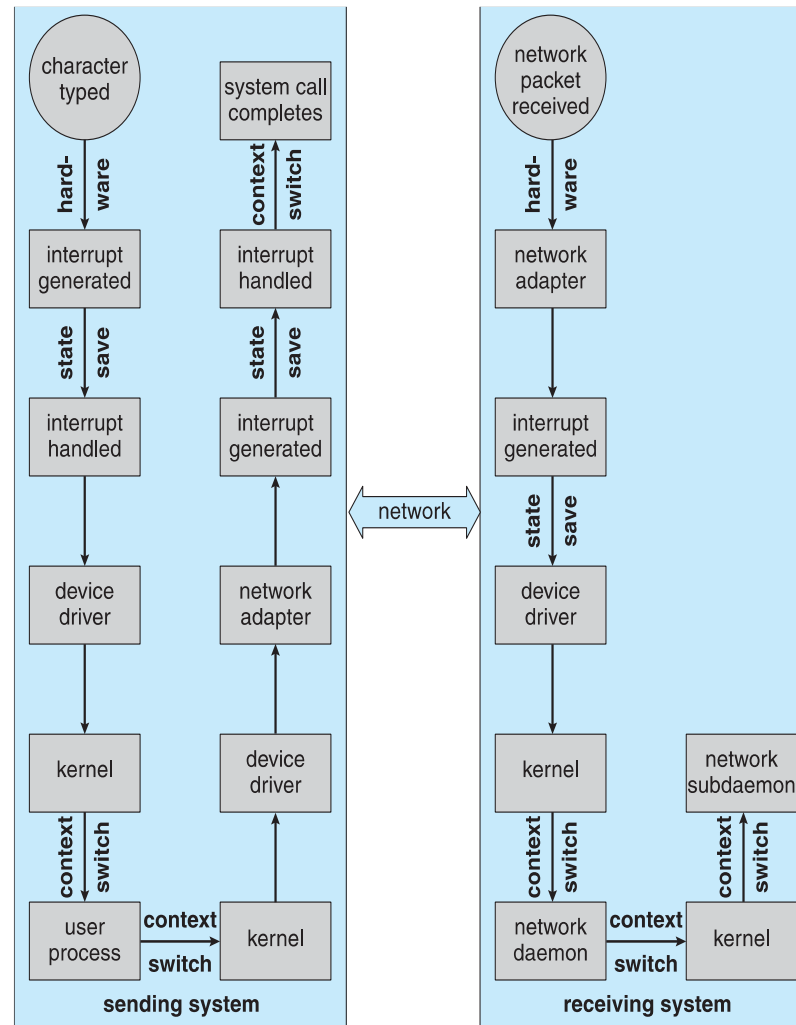 character
typed
hard-
ware
interrupt
generated
state
save
interrupt
handled
device
driver
kernel
context
switch
user
process
context
switch
kernel
device
driver
network
adapter
interrupt
generated
state
save
interrupt
handled
context
switch
system call
completes
sending system
network
network
packet
received
hard-
ware
network
adapter
interrupt
generated
state
save
device
driver
kernel
context
switch
network
daemon
context
switch
kernel
context
switch
network
subdaemon
receiving system